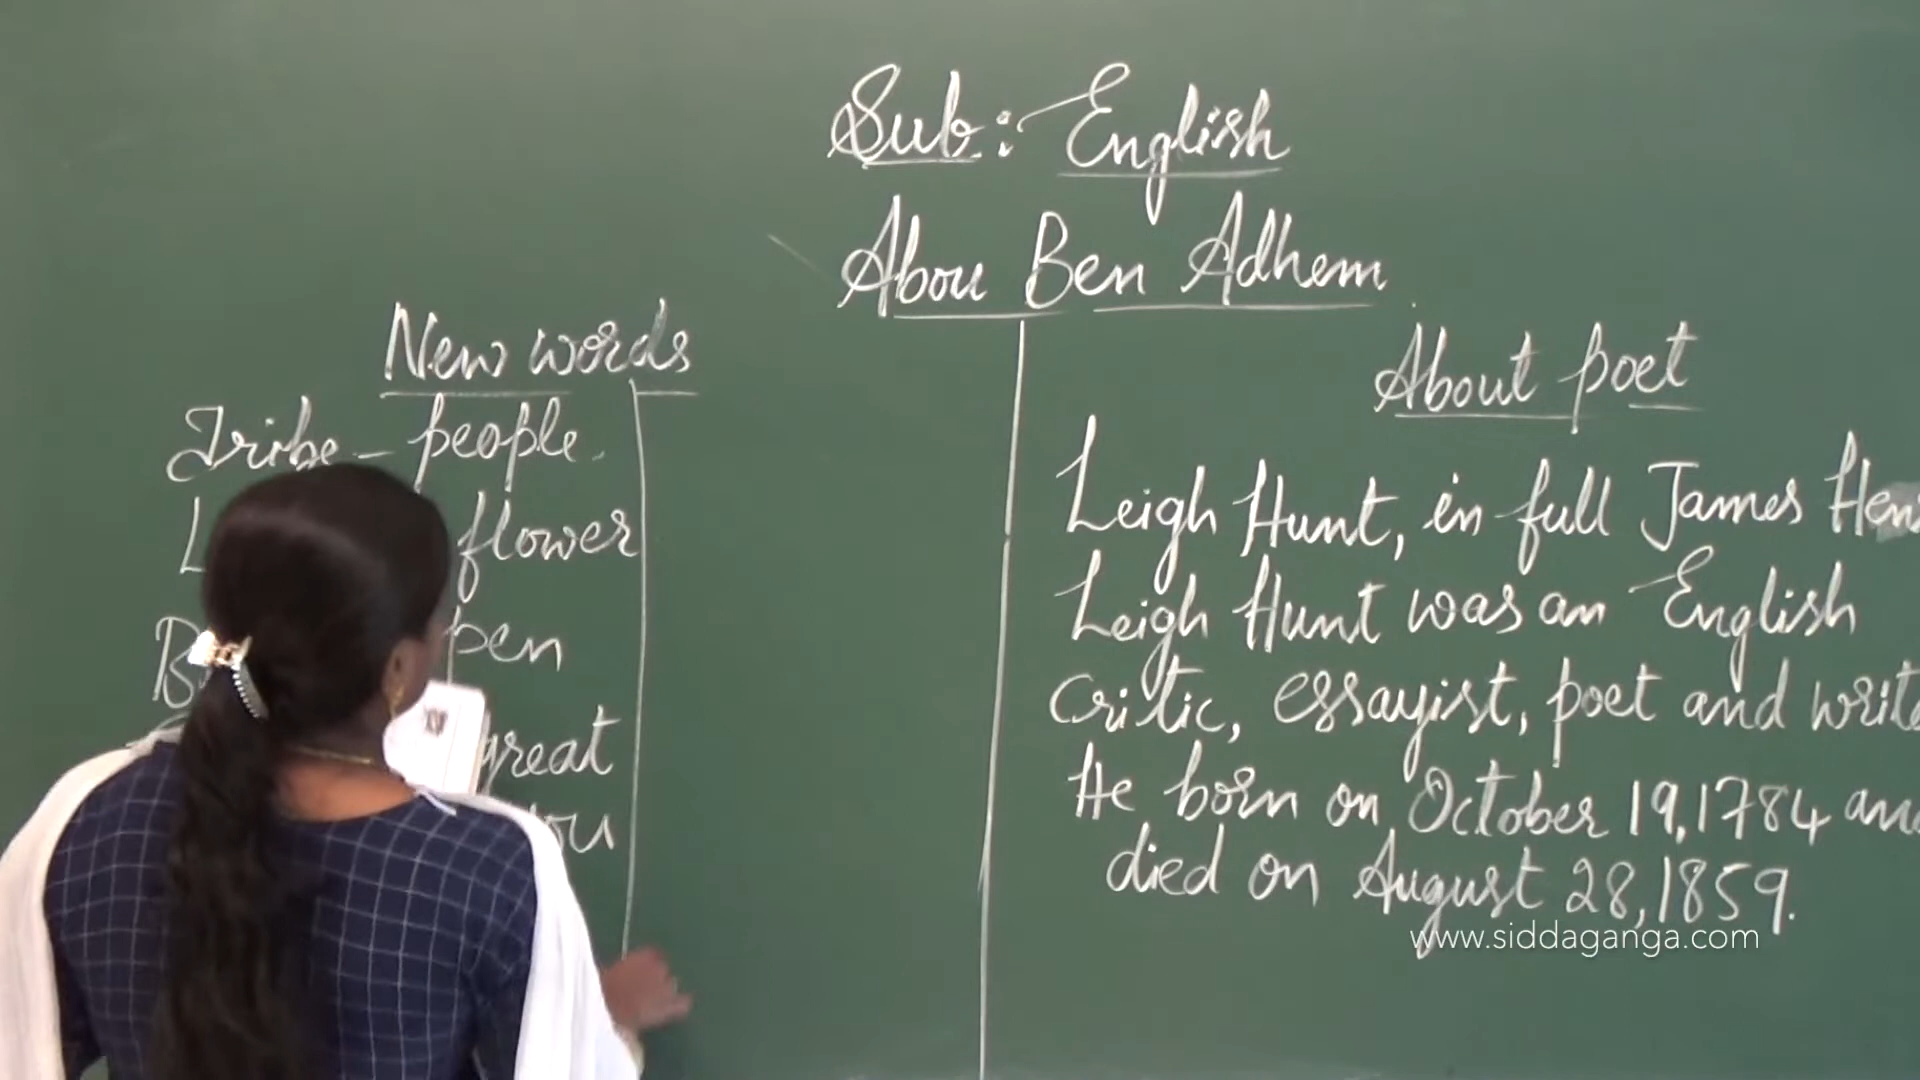 Sub: English
Abou Ben Adhem
New words
Tribe - people.
flower
pen
great
About poet
Leigh Hunt, in full James
Leigh Hunt was an English
critic, essayist, poet and
He born on October 19, 1784
died on August 28, 1859.
www.siddaganga.com